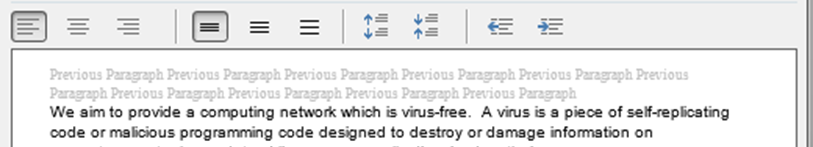 Previous Paragraph Previous Paragraph Previous Paragraph Previous Paragraph Previous Paragraph Previous
Paragraph Previous Paragraph Previous Paragraph Previous Paragraph Previous Paragraph
We aim to provide a computing network which is virus-free.  A virus is a piece of self-replicating
code or malicious programming code designed to destroy or damage information on